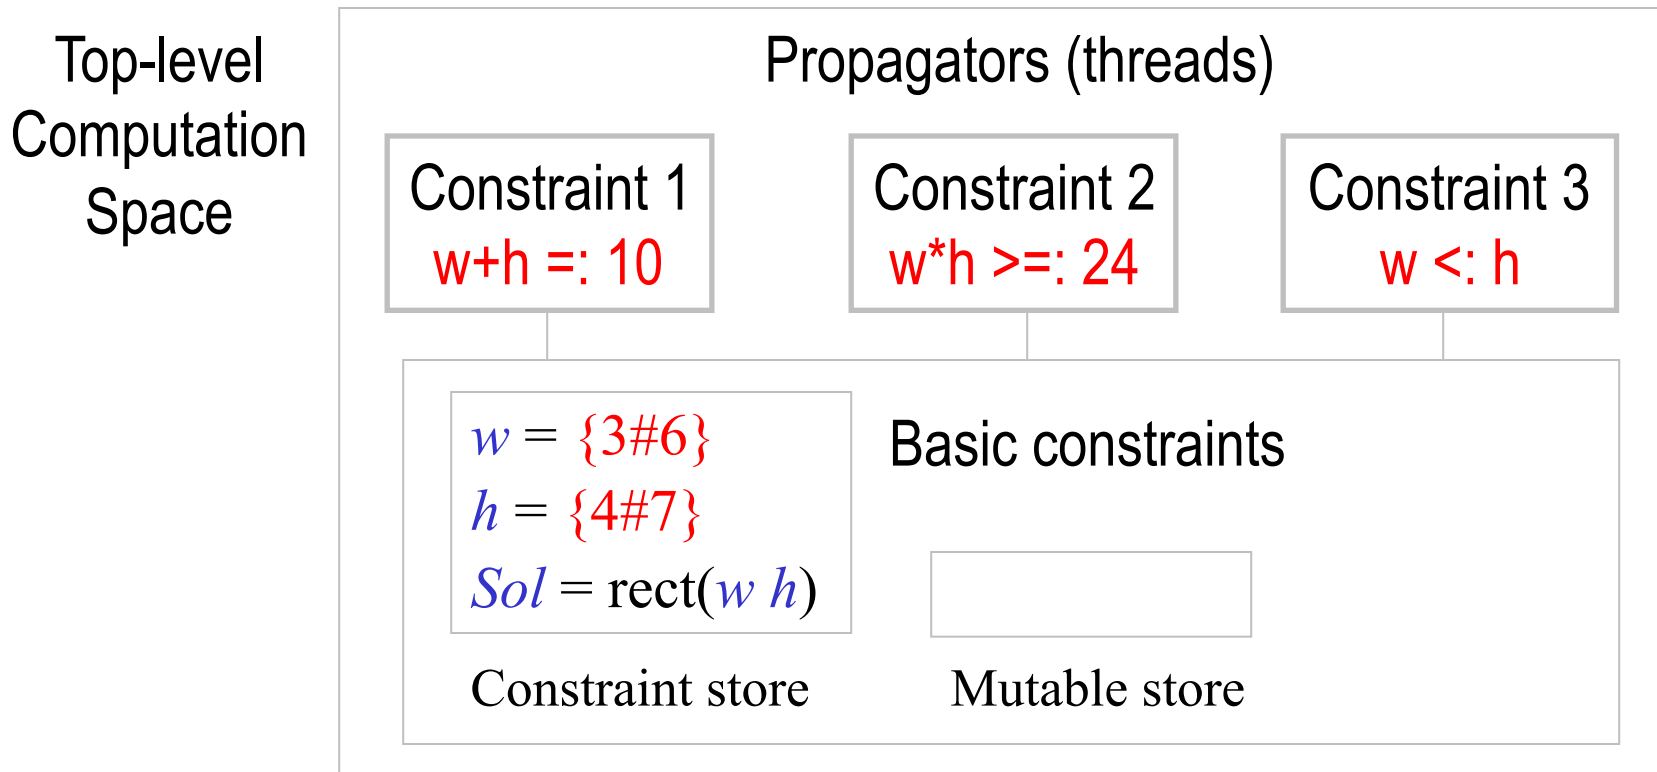 Top-level
Computation
Space
Propagators (threads)
Constraint 1
w+h =: 10
Constraint 2
w*h >=: 24
Constraint 3
w <: h
w = {3#6}
h = {4#7}
Sol = rect(w h)
Basic constraints
Constraint store
Mutable store